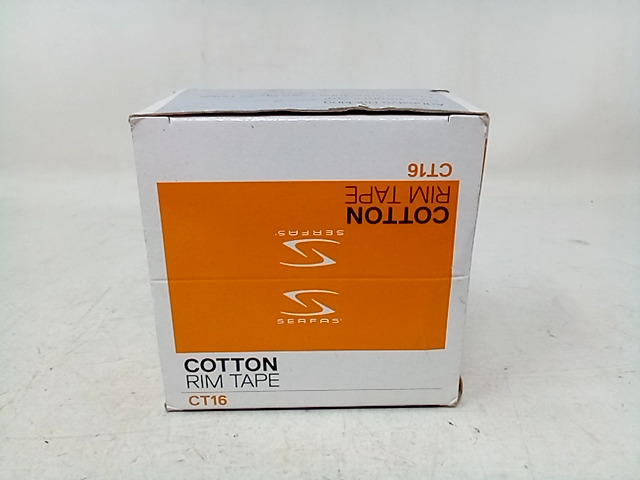 CT16
RIM TAPE
COTTON
SERFAS
SERFAS
COTTON
RIM TAPE
CT16